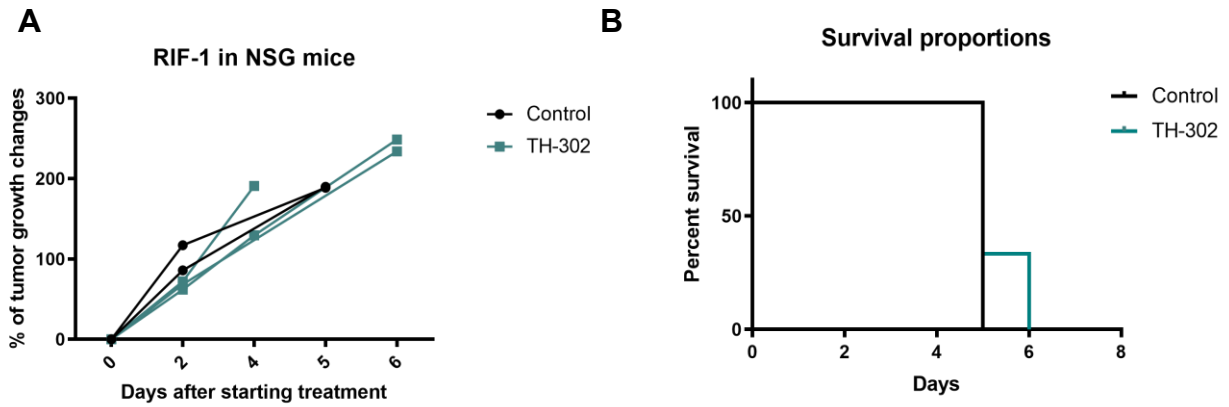 A
RIF-1 in NSG mice
% of tumor growth changes
300
200
100
0
0
2
4
5
6
Days after starting treatment
Control
TH-302
B
Survival proportions
Percent survival
100
50
0
0
2
4
6
8
Days
Control
TH-302